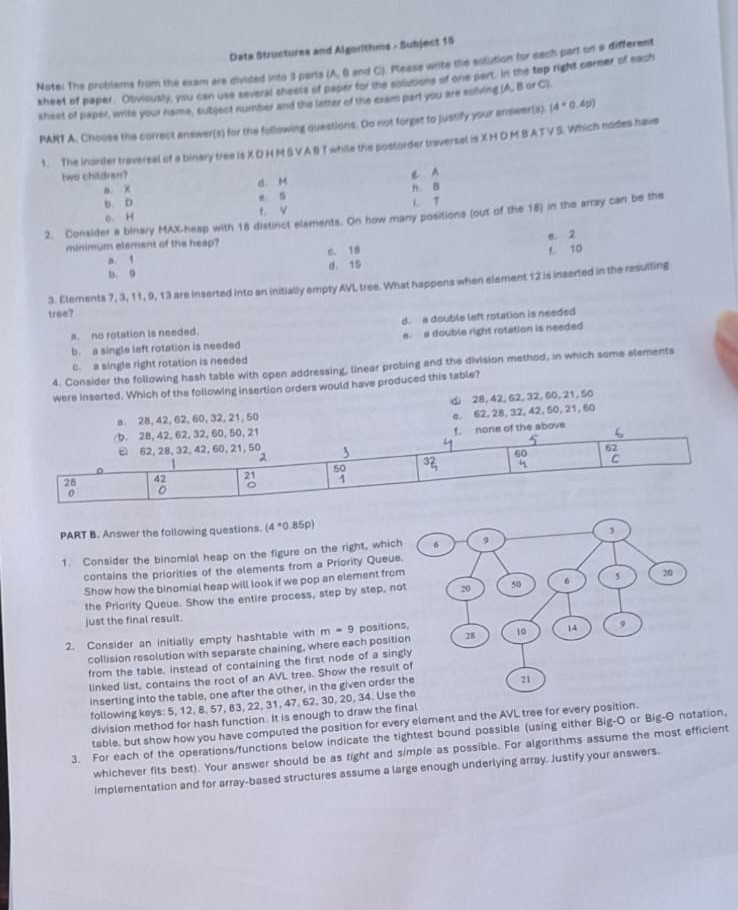 Data Structures and Algorithms - Subject 15
Note: The problems from the exam are divided into 3 parts (A, B and C). Please write the solution for each part on a different
sheet of paper. Obviously, you can use several sheets of paper for the solutions of one part. In the top right corner of each
sheet of paper, write your name, subject number and the letter of the exam part you are solving (A, B or C).
PART A. Choose the correct answer(s) for the following questions. Do not forget to justify your answer(s). (4 * 0.4p)
1. The inorder traversal of a binary tree is X D H M S V A B T while the postorder traversal is X H D M B A T V S. Which nodes have
two children?
a. X
d. M
g. A
b. D
e. S
h. B
c. H
f. V
i. T
2. Consider a binary MAX-heap with 18 distinct elements. On how many positions (out of the 18) in the array can be the
minimum element of the heap?
a. 1
c. 18
e. 2
b. 9
d. 15
f. 10
3. Elements 7, 3, 11, 9, 13 are inserted into an initially empty AVL tree. What happens when element 12 is inserted in the resulting
tree?
a. no rotation is needed.
d. a double left rotation is needed
b. a single left rotation is needed
e. a double right rotation is needed
c. a single right rotation is needed
4. Consider the following hash table with open addressing, linear probing and the division method, in which some elements
were inserted. Which of the following insertion orders would have produced this table?
a. 28, 42, 62, 60, 32, 21, 50
d. 28, 42, 62, 32, 60, 21, 50
b. 28, 42, 62, 32, 60, 50, 21
e. 62, 28, 32, 42, 50, 21, 60
c. 62, 28, 32, 42, 60, 21, 50
f. none of the above
0 1 2 3 4 5 6
28 42 21 50 32 60 62
0 0 0 1 4 4
PART B. Answer the following questions. (4 *0.85p)
1. Consider the binomial heap on the figure on the right, which
contains the priorities of the elements from a Priority Queue.
Show how the binomial heap will look if we pop an element from
the Priority Queue. Show the entire process, step by step, not
just the final result.
6 9 3
20 50 6 5 20
28 10 14 9
21
2. Consider an initially empty hashtable with m = 9 positions,
collision resolution with separate chaining, where each position
from the table, instead of containing the first node of a singly
linked list, contains the root of an AVL tree. Show the result of
inserting into the table, one after the other, in the given order the
following keys: 5, 12, 8, 57, 83, 22, 31, 47, 62, 30, 20, 34. Use the
division method for hash function. It is enough to draw the final
table, but show how you have computed the position for every element and the AVL tree for every position.
3. For each of the operations/functions below indicate the tightest bound possible (using either Big-O or Big-Θ notation,
whichever fits best). Your answer should be as tight and simple as possible. For algorithms assume the most efficient
implementation and for array-based structures assume a large enough underlying array. Justify your answers.